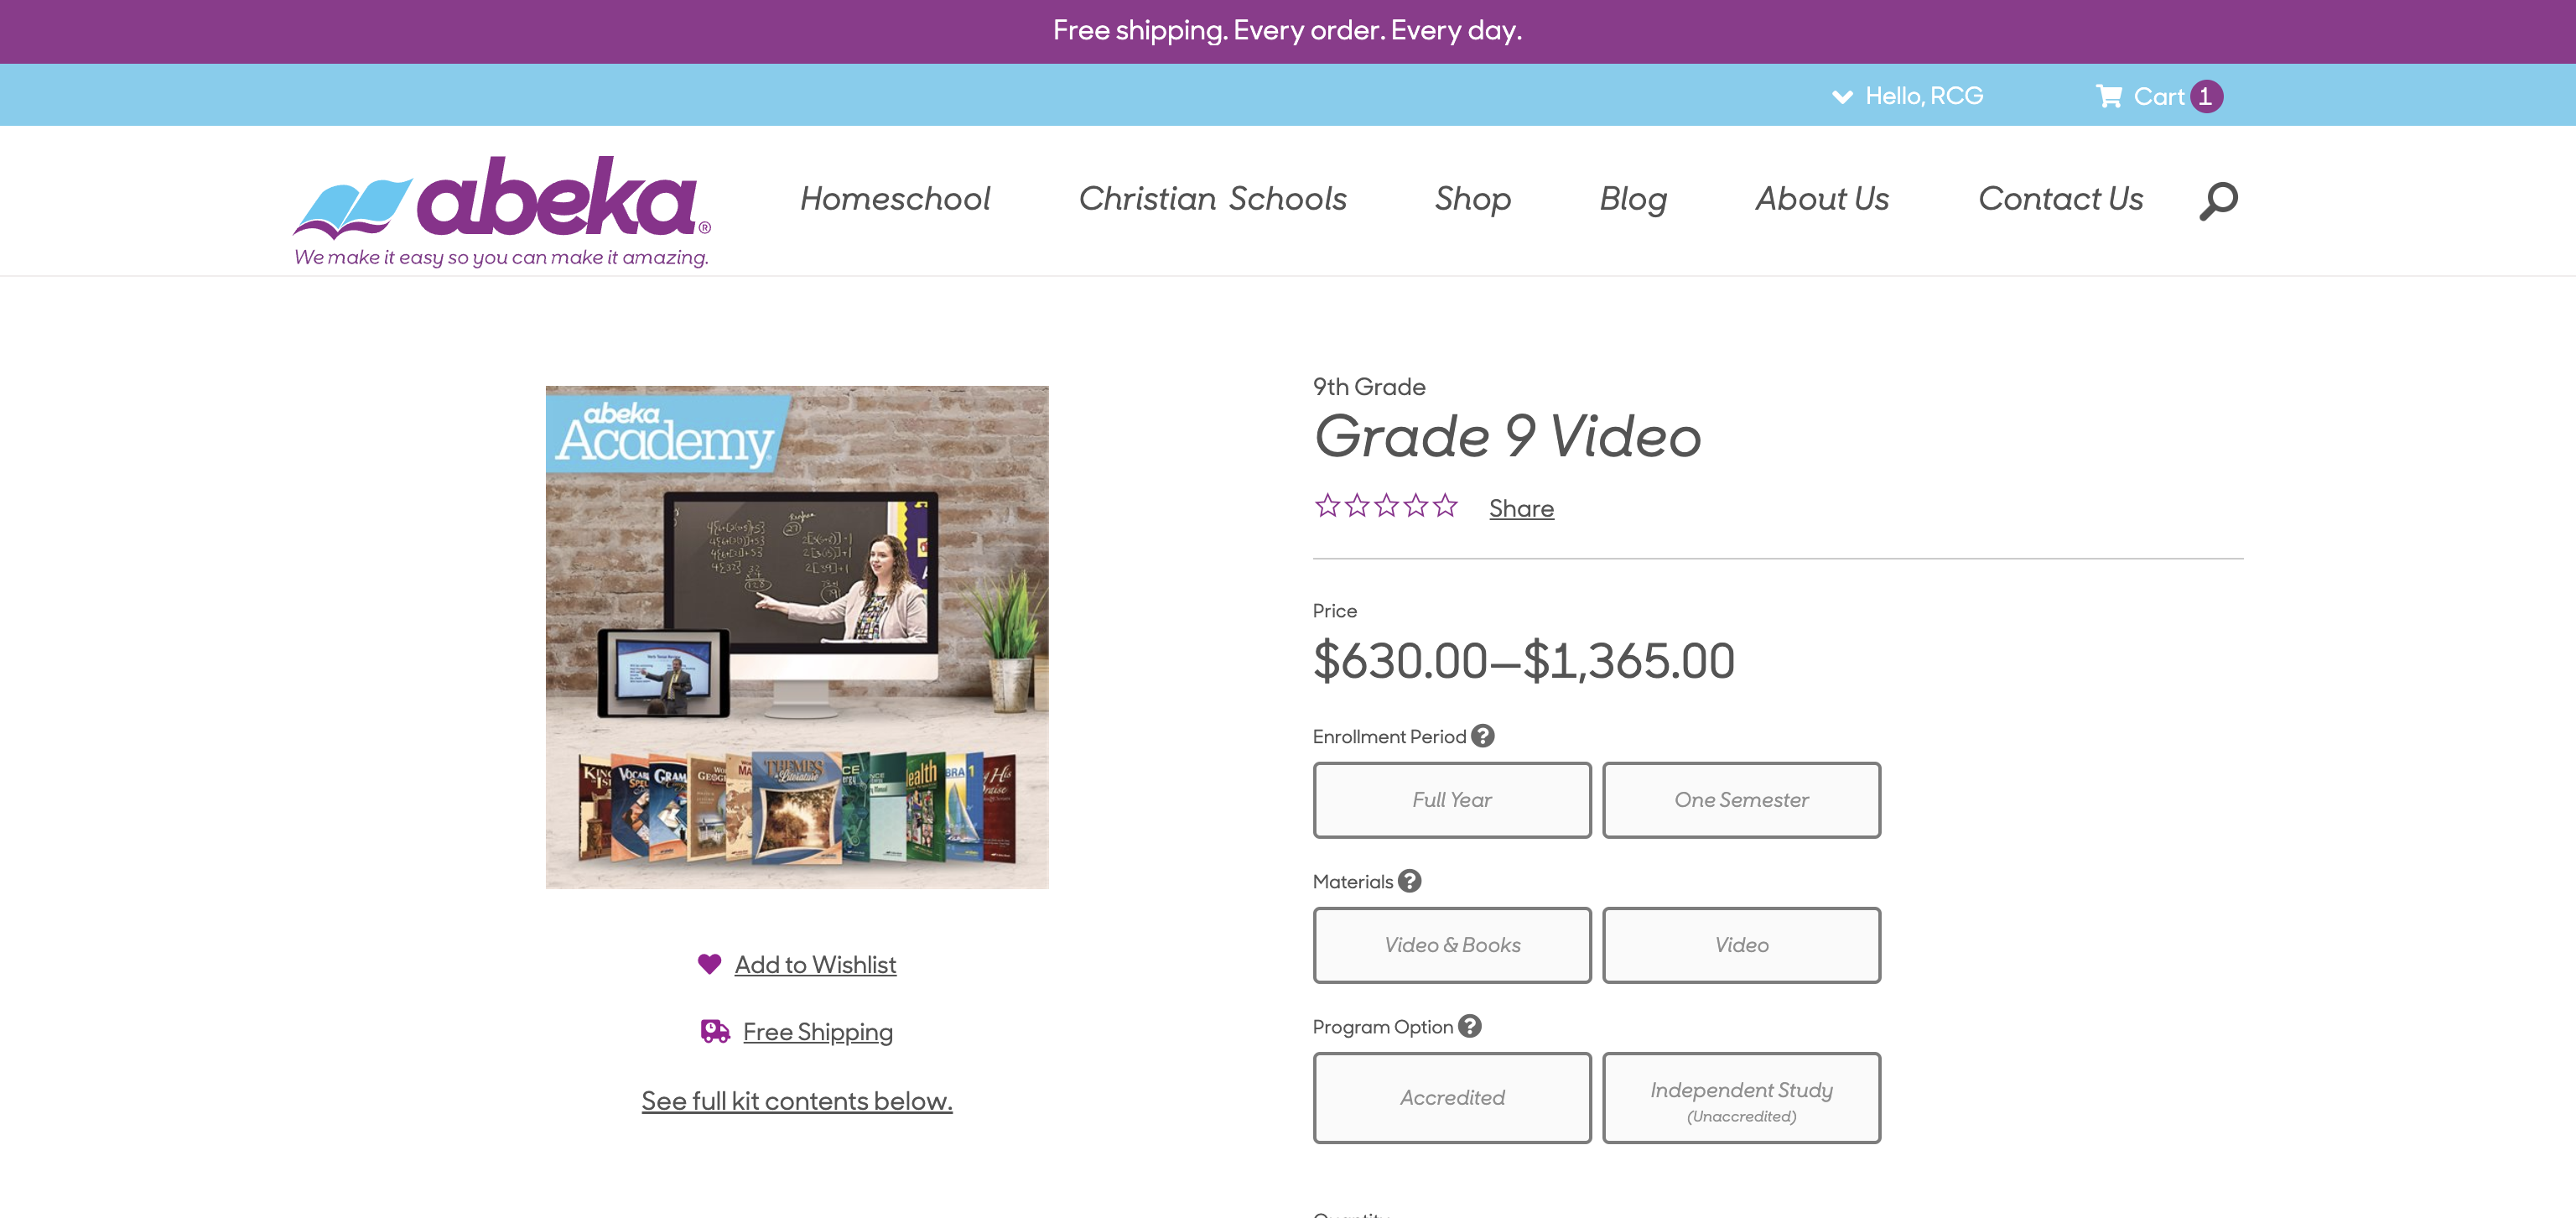 Free shipping. Every order. Every day.
Hello, RCG
Cart 1
abeka®
We make it easy so you can make it amazing.
Homeschool
Christian Schools
Shop
Blog
About Us
Contact Us
abeka
Academy
THEMES
in Literature
Add to Wishlist
Free Shipping
See full kit contents below.
9th Grade
Grade 9 Video
Share
Price
$630.00–$1,365.00
Enrollment Period
Full Year
One Semester
Materials
Video & Books
Video
Program Option
Accredited
Independent Study
(Unaccredited)